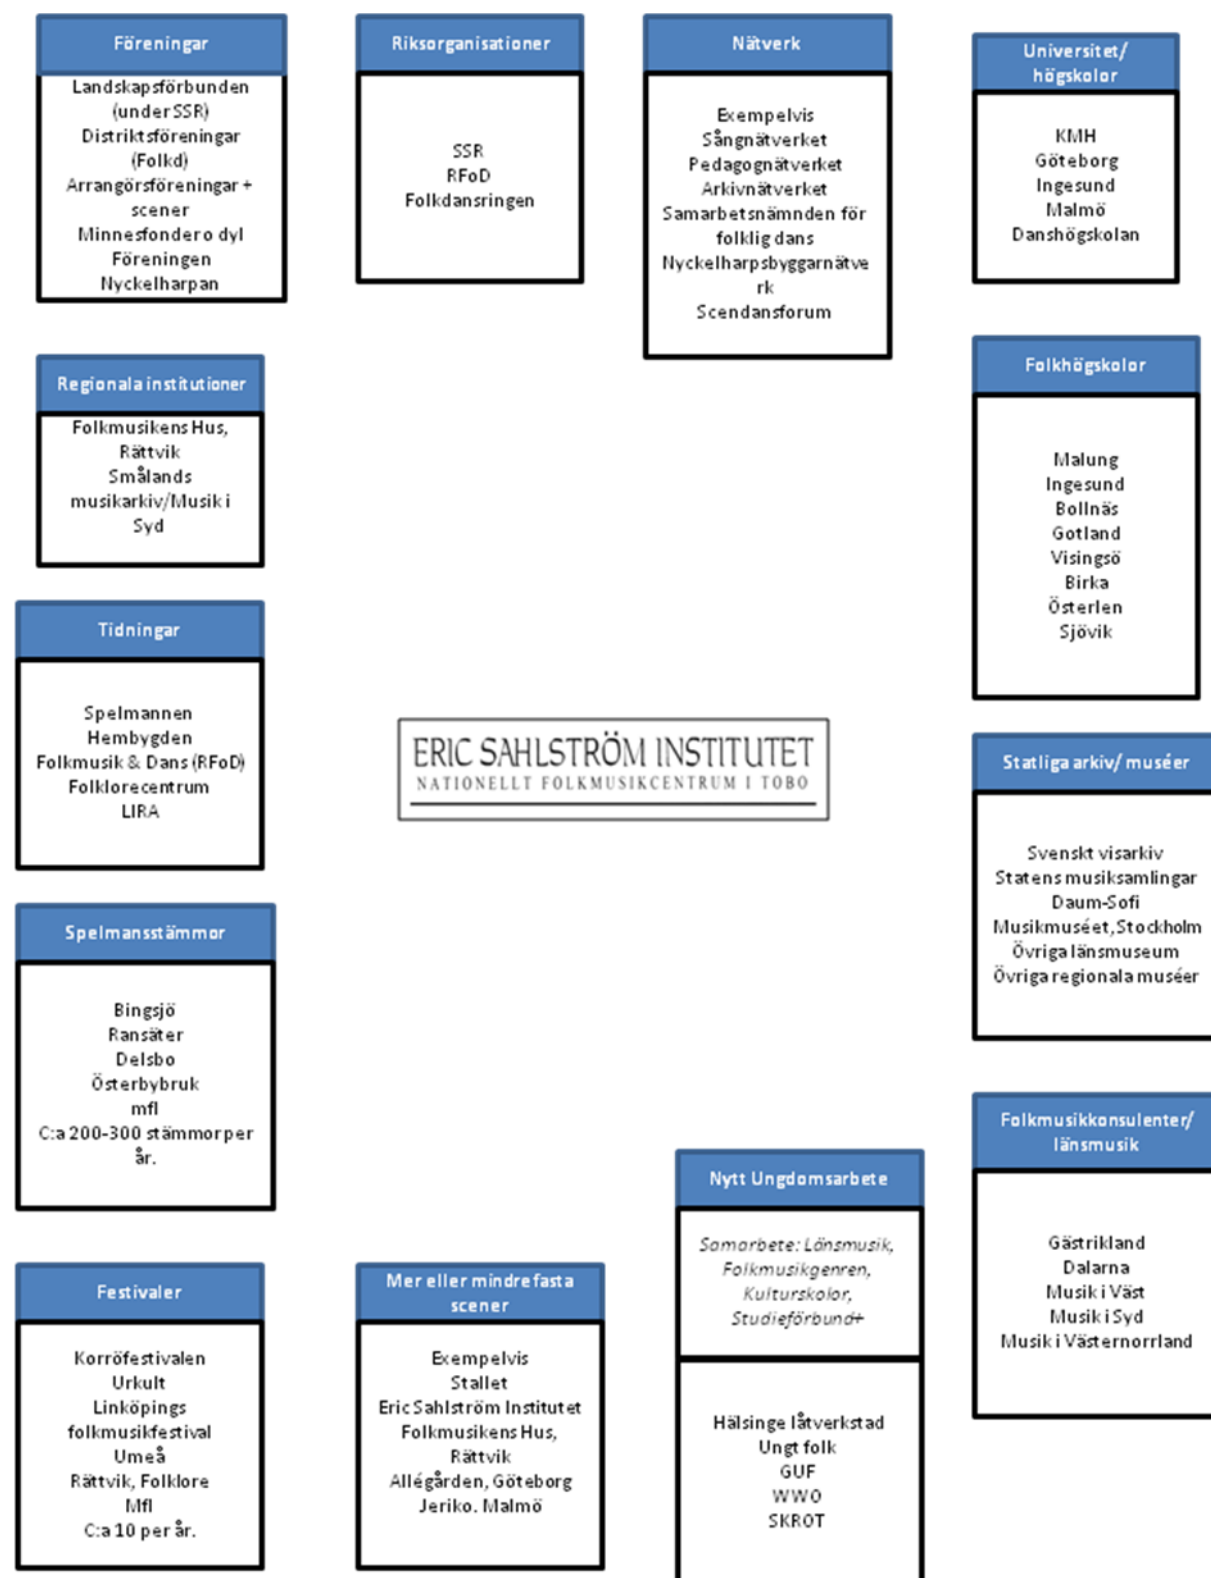 Föreningar
Landskapsförbunden
(under SSR)
Distriktsföreningar
(Folkd)
Arrangörsföreningar +
scener
Minnesfonder o dyl
Föreningen
Nyckelharpan
Riksorganisationer
SSR
RFoD
Folkdansringen
Nätverk
Exempelvis
Sångnätverket
Pedagognätverket
Arkivnätverket
Samarbetsnämnden för
folklig dans
Nyckelharpsbyggarnätve
rk
Scendansforum
Universitet/
högskolor
KMH
Göteborg
Ingesund
Malmö
Danshögskolan
Regionala institutioner
Folkmusikens Hus,
Rättvik
Smålands
musikarkiv/Musik i
Syd
Folkhögskolor
Malung
Ingesund
Bollnäs
Gotland
Visingsö
Birka
Österlen
Sjövik
Tidningar
Spelmannen
Hembygden
Folkmusik & Dans (RFoD)
Folklorecentrum
LIRA
ERIC SAHLSTRÖM INSTITUTET
NATIONELLT FOLKMUSIKCENTRUM I TOBO
Statliga arkiv/ muséer
Svenskt visarkiv
Statens musiksamlingar
Daum-Sofi
Musikmuséet, Stockholm
Övriga länsmuseum
Övriga regionala muséer
Spelmansstämmor
Bingsjö
Ransäter
Delsbo
Österbybruk
mfl
C:a 200-300 stämmor per
år.
Folkmusikkonsulenter/
länsmusik
Gästrikland
Dalarna
Musik i Väst
Musik i Syd
Musik i Västernorrland
Festivaler
Korröfestivalen
Urkult
Linköpings
folkmusikfestival
Umeå
Rättvik, Folklore
Mfl
C:a 10 per år.
Mer eller mindre fasta
scener
Exempelvis
Stallet
Eric Sahlström Institutet
Folkmusikens Hus,
Rättvik
Allégården, Göteborg
Jeriko. Malmö
Nytt Ungdomsarbete
Samarbete: Länsmusik,
Folkmusikgenren,
Kulturskolor,
Studieförbund+
Hälsinge låtverkstad
Ungt folk
GUF
WWO
SKROT